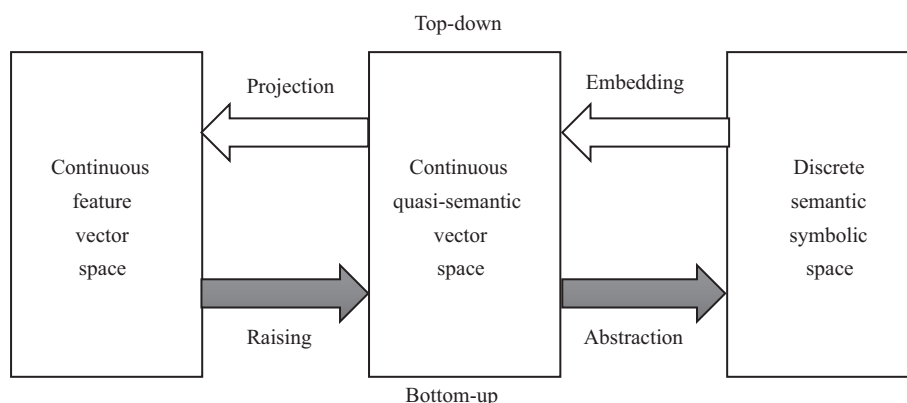 Top-down
Projection
Embedding
Continuous
feature
vector
space
Continuous
quasi-semantic
vector
space
Discrete
semantic
symbolic
space
Raising
Abstraction
Bottom-up